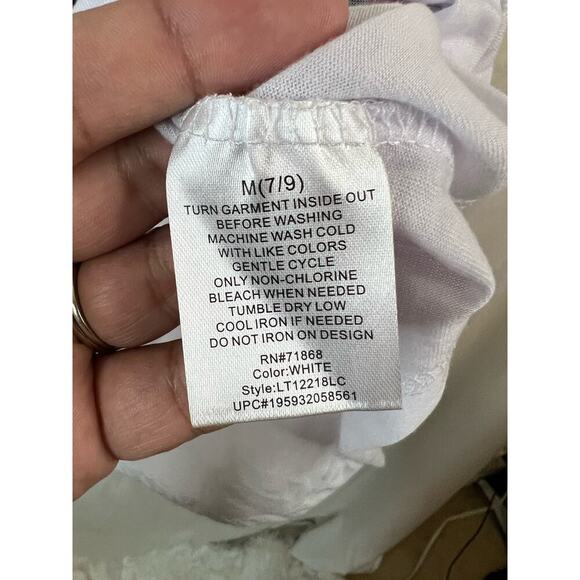 M(7/9)
TURN GARMENT INSIDE OUT
BEFORE WASHING
MACHINE WASH COLD
WITH LIKE COLORS
GENTLE CYCLE
ONLY NON-CHLORINE
BLEACH WHEN NEEDED
TUMBLE DRY LOW
COOL IRON IF NEEDED
DO NOT IRON ON DESIGN
RN#71868
Color:WHITE
Style:LT12218LC
UPC#195932058561